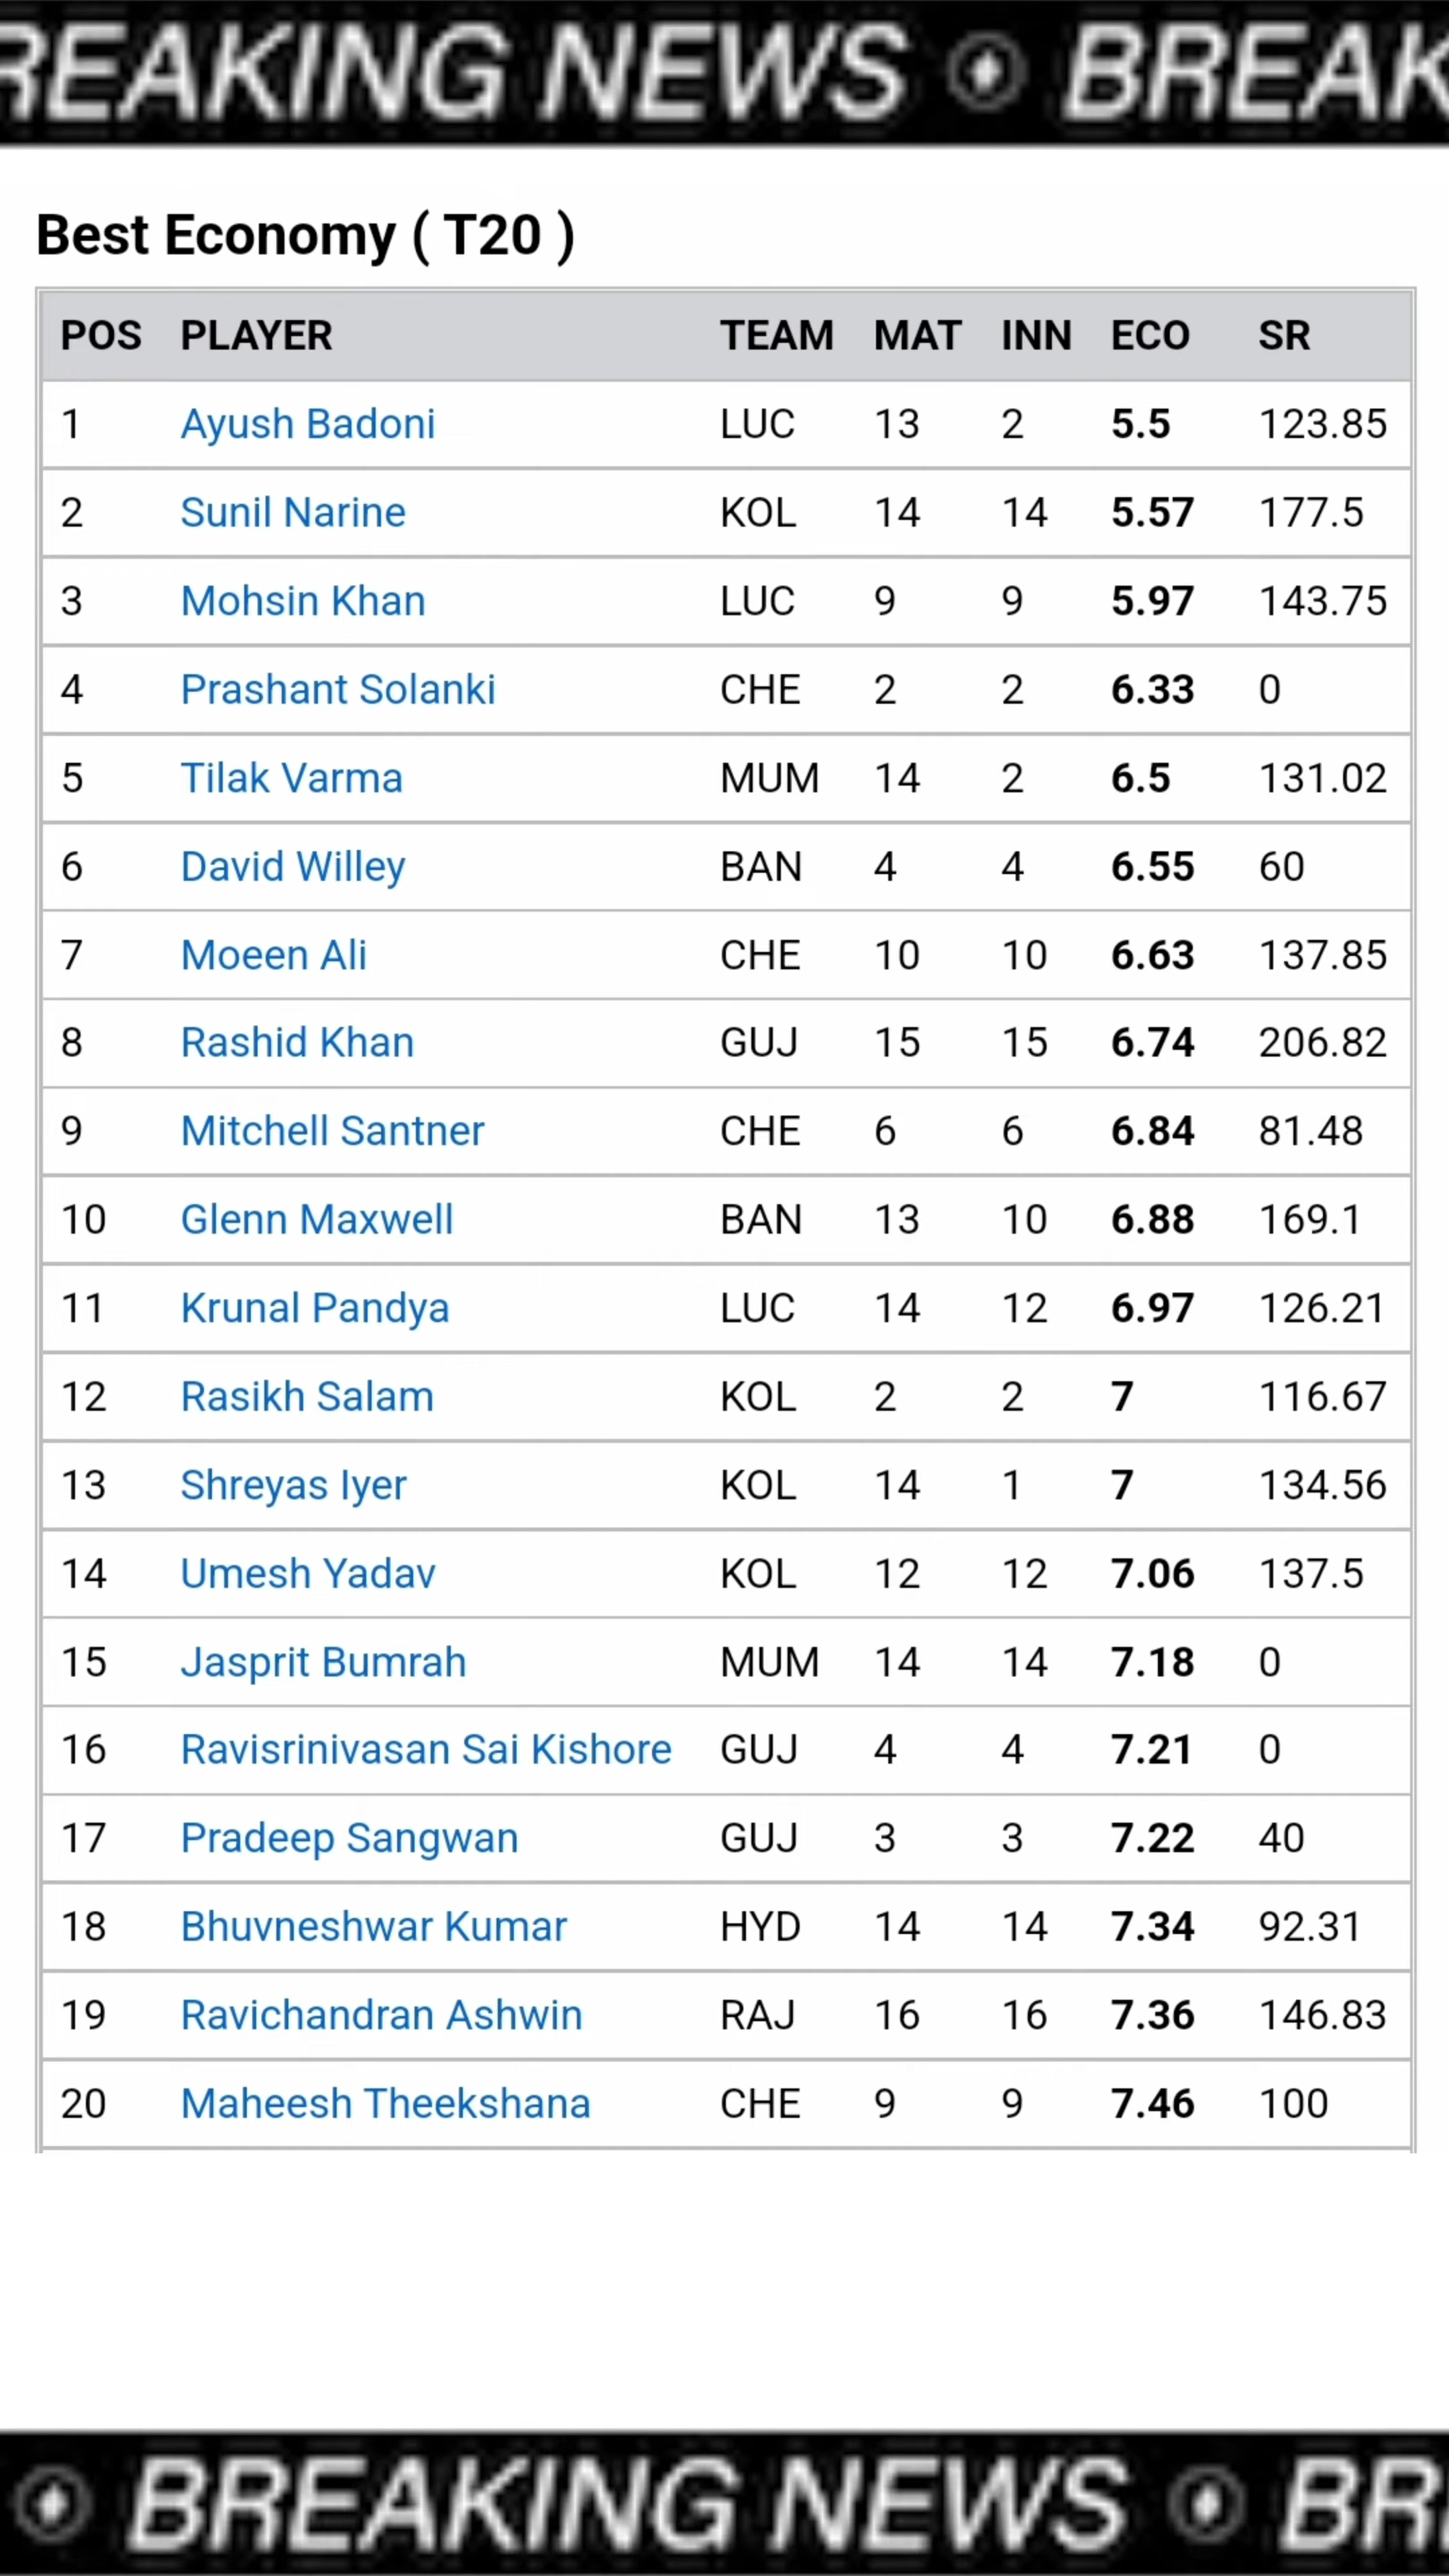 REAKING NEWS BREAK
Best Economy ( T20 )
POS PLAYER TEAM MAT INN ECO SR
1 Ayush Badoni LUC 13 2 5.5 123.85
2 Sunil Narine KOL 14 14 5.57 177.5
3 Mohsin Khan LUC 9 9 5.97 143.75
4 Prashant Solanki CHE 2 2 6.33 0
5 Tilak Varma MUM 14 2 6.5 131.02
6 David Willey BAN 4 4 6.55 60
7 Moeen Ali CHE 10 10 6.63 137.85
8 Rashid Khan GUJ 15 15 6.74 206.82
9 Mitchell Santner CHE 6 6 6.84 81.48
10 Glenn Maxwell BAN 13 10 6.88 169.1
11 Krunal Pandya LUC 14 12 6.97 126.21
12 Rasikh Salam KOL 2 2 7 116.67
13 Shreyas Iyer KOL 14 1 7 134.56
14 Umesh Yadav KOL 12 12 7.06 137.5
15 Jasprit Bumrah MUM 14 14 7.18 0
16 Ravisrinivasan Sai Kishore GUJ 4 4 7.21 0
17 Pradeep Sangwan GUJ 3 3 7.22 40
18 Bhuvneshwar Kumar HYD 14 14 7.34 92.31
19 Ravichandran Ashwin RAJ 16 16 7.36 146.83
20 Maheesh Theekshana CHE 9 9 7.46 100
BREAKING NEWS BR